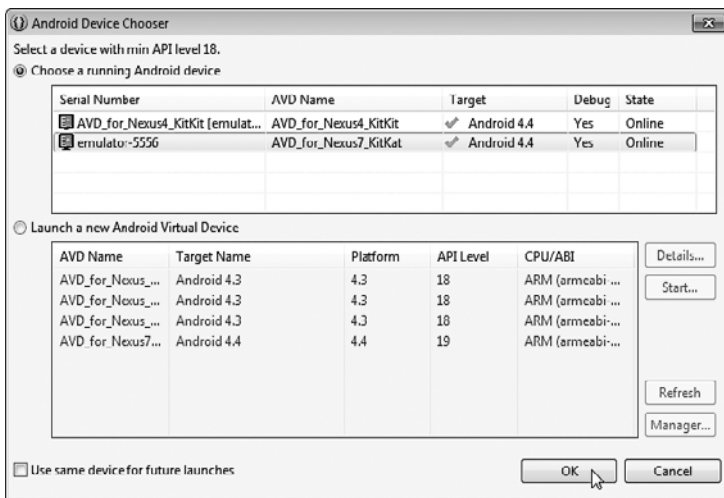 Android Device Chooser
Select a device with min API level 18.
Choose a running Android device
Serial Number AVD Name Target Debug State
AVD_for_Nexus4_KitKit [emulat... AVD_for_Nexus4_KitKit Android 4.4 Yes Online
emulator-5556 AVD_for_Nexus7_KitKat Android 4.4 Yes Online
Launch a new Android Virtual Device
AVD Name Target Name Platform API Level CPU/ABI
Details...
AVD_for_Nexus_... Android 4.3 4.3 18 ARM (armeabi-...
Start...
AVD_for_Nexus_... Android 4.3 4.3 18 ARM (armeabi-...
AVD_for_Nexus_... Android 4.3 4.3 18 ARM (armeabi-...
AVD_for_Nexus7... Android 4.4 4.4 19 ARM (armeabi-...
Refresh
Manager...
Use same device for future launches
OK Cancel